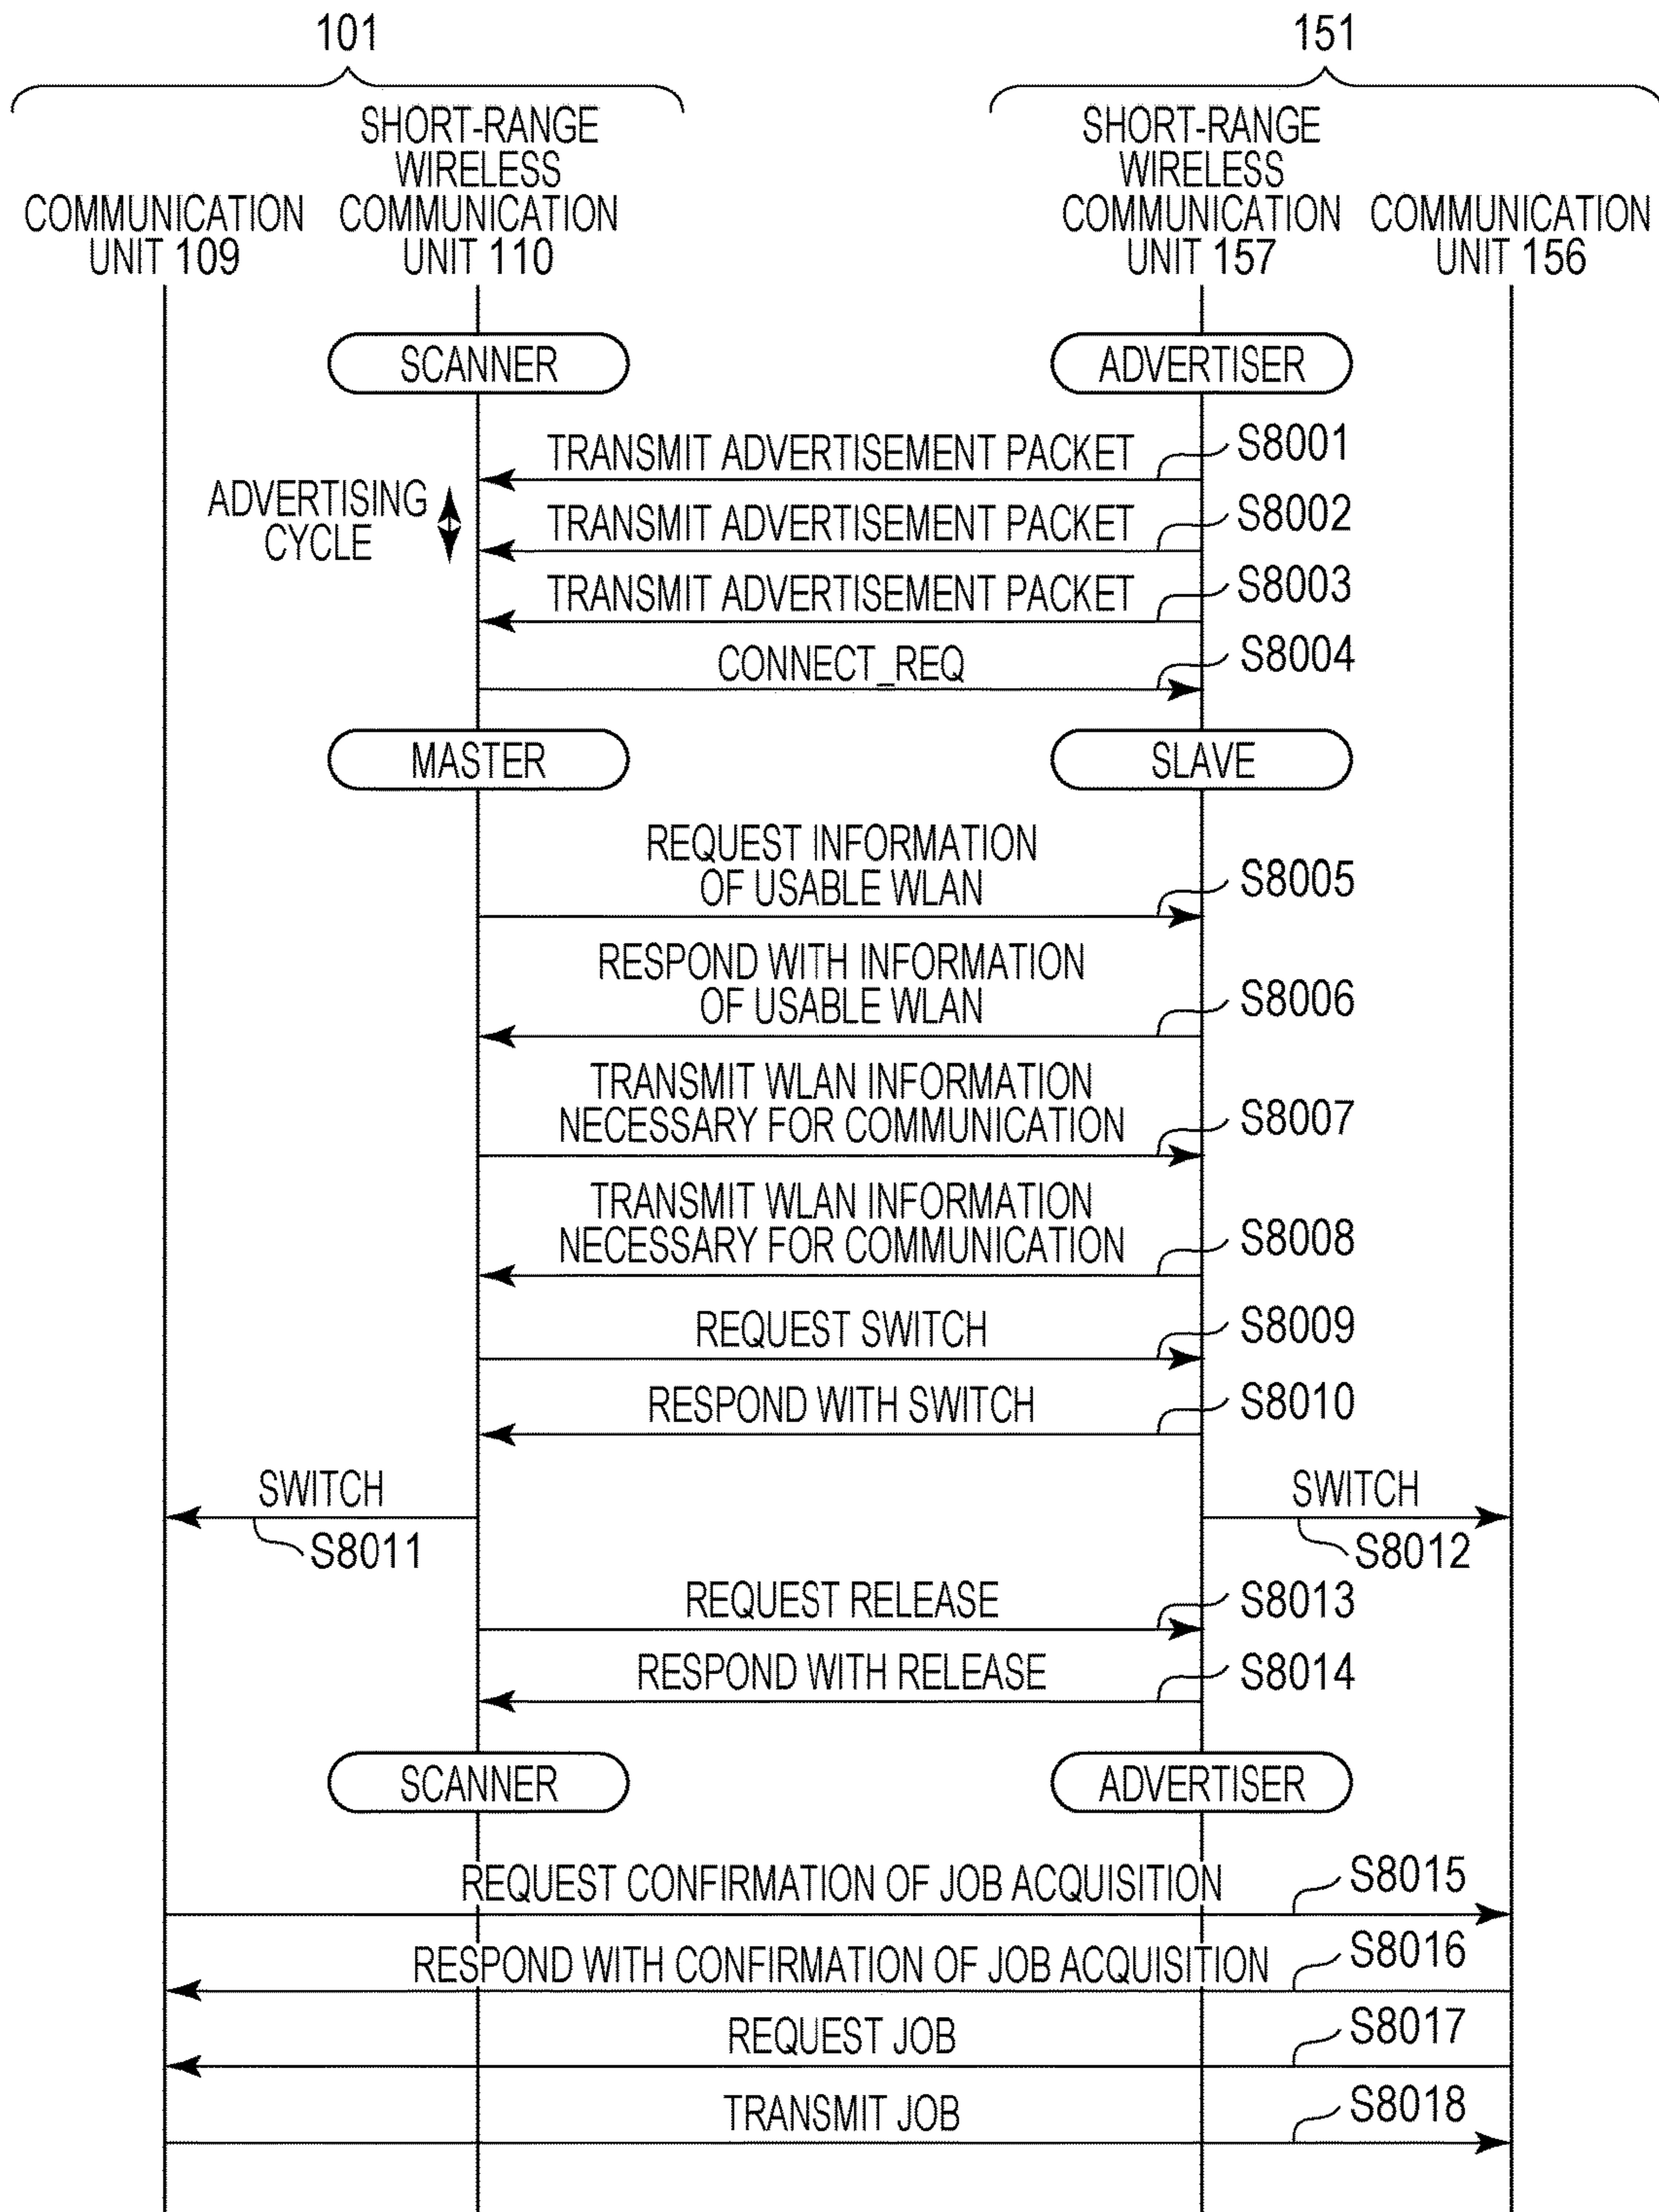 101
151
SHORT-RANGE
WIRELESS
COMMUNICATION
UNIT 110
COMMUNICATION
UNIT 109
SHORT-RANGE
WIRELESS
COMMUNICATION
UNIT 157
COMMUNICATION
UNIT 156
SCANNER
ADVERTISER
TRANSMIT ADVERTISEMENT PACKET
S8001
ADVERTISING
CYCLE
TRANSMIT ADVERTISEMENT PACKET
S8002
TRANSMIT ADVERTISEMENT PACKET
S8003
CONNECT_REQ
S8004
MASTER
SLAVE
REQUEST INFORMATION
OF USABLE WLAN
S8005
RESPOND WITH INFORMATION
OF USABLE WLAN
S8006
TRANSMIT WLAN INFORMATION
NECESSARY FOR COMMUNICATION
S8007
TRANSMIT WLAN INFORMATION
NECESSARY FOR COMMUNICATION
S8008
REQUEST SWITCH
S8009
RESPOND WITH SWITCH
S8010
SWITCH
S8011
SWITCH
S8012
REQUEST RELEASE
S8013
RESPOND WITH RELEASE
S8014
SCANNER
ADVERTISER
REQUEST CONFIRMATION OF JOB ACQUISITION
S8015
RESPOND WITH CONFIRMATION OF JOB ACQUISITION
S8016
REQUEST JOB
S8017
TRANSMIT JOB
S8018